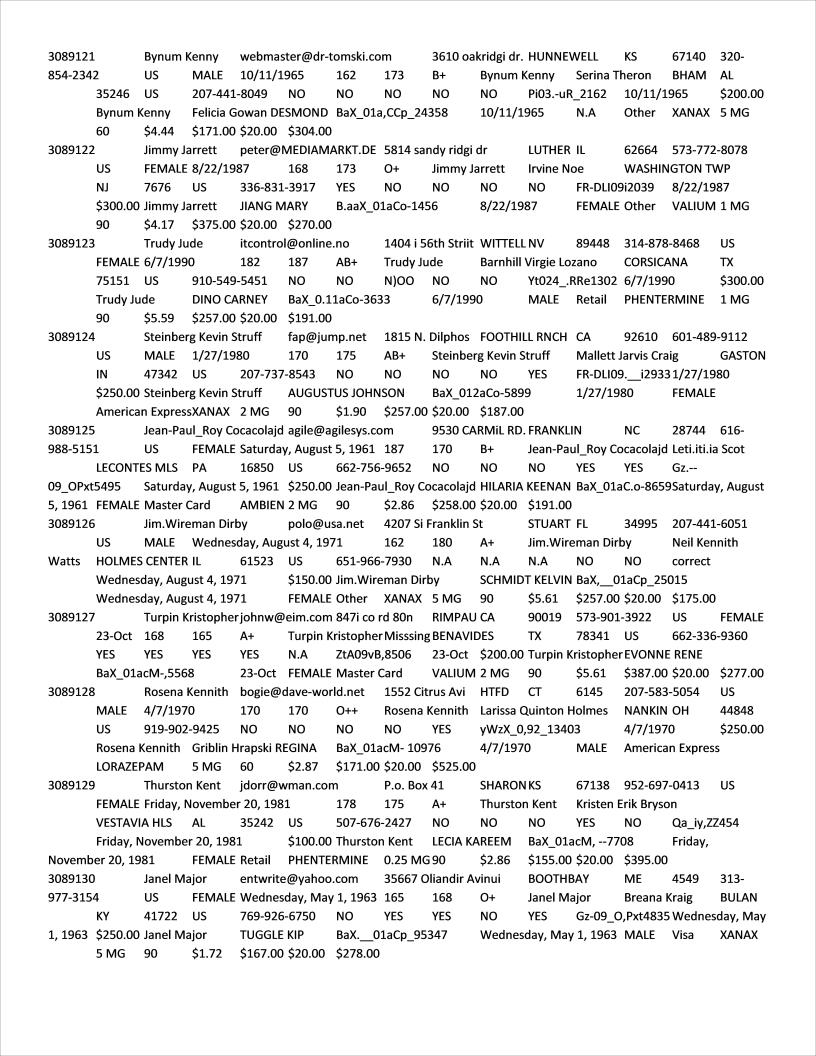 3089121 Bynum Kenny webmaster@dr-tomski.com 3610 oakridgi dr. HUNNEWELL KS 67140 320-
854-2342 US MALE 10/11/1965 162 173 B+ Bynum Kenny Serina Theron BHAM AL
35246 US 207-441-8049 NO NO NO NO NO Pi03.-uR_2162 10/11/1965 $200.00
Bynum Kenny Felicia Gowan DESMOND BaX_01a,CCp_24358 10/11/1965 N.A Other XANAX 5 MG
60 $4.44 $171.00 $20.00 $304.00
3089122 Jimmy Jarrett peter@MEDIAMARKT.DE 5814 sandy ridgi dr LUTHER IL 62664 573-772-8078
US FEMALE 8/22/1987 168 173 O+ Jimmy Jarrett Irvine Noe WASHINGTON TWP
NJ 7676 US 336-831-3917 YES NO NO NO NO FR-DLI09i2039 8/22/1987
$300.00 Jimmy Jarrett JIANG MARY B.aaX_01aCo-1456 8/22/1987 FEMALE Other VALIUM 1 MG
90 $4.17 $375.00 $20.00 $270.00
3089123 Trudy Jude itcontrol@online.no 1404 i 56th Striit WITTELL NV 89448 314-878-8468 US
FEMALE 6/7/1990 182 187 AB+ Trudy Jude Barnhill Virgie Lozano CORSICANA TX
75151 US 910-549-5451 NO NO N)OO NO NO Yt024_.RRe1302 6/7/1990 $300.00
Trudy Jude DINO CARNEY BaX_0.11aCo-3633 6/7/1990 MALE Retail PHENTERMINE 1 MG
90 $5.59 $257.00 $20.00 $191.00
3089124 Steinberg Kevin Struff fap@jump.net 1815 N. Dilphos FOOTHILL RNCH CA 92610 601-489-9112
US MALE 1/27/1980 170 175 AB+ Steinberg Kevin Struff Mallett Jarvis Craig GASTON
IN 47342 US 207-737-8543 NO NO NO NO YES FR-DLI09.__i2933 1/27/1980
$250.00 Steinberg Kevin Struff AUGUSTUS JOHNSON BaX_012aCo-5899 1/27/1980 FEMALE
American Express XANAX 2 MG 90 $1.90 $257.00 $20.00 $187.00
3089125 Jean-Paul_Roy Cocacolajd agile@agilesys.com 9530 CARMiL RD. FRANKLIN NC 28744 616-
988-5151 US FEMALE Saturday, August 5, 1961 187 170 B+ Jean-Paul_Roy Cocacolajd Leti.iti.ia Scot
LECONTES MLS PA 16850 US 662-756-9652 NO NO NO YES YES Gz.--
09_OPxt5495 Saturday, August 5, 1961 $250.00 Jean-Paul_Roy Cocacolajd HILARIA KEENAN BaX_01aC.o-8659 Saturday, August
5, 1961 FEMALE Master Card AMBIEN 2 MG 90 $2.86 $258.00 $20.00 $191.00
3089126 Jim.Wireman Dirby polo@usa.net 4207 Si Franklin St STUART FL 34995 207-441-6051
US MALE Wednesday, August 4, 1971 162 180 A+ Jim.Wireman Dirby Neil Kennith
Watts HOLMES CENTER IL 61523 US 651-966-7930 N.A N.A N.A NO NO correct
Wednesday, August 4, 1971 $150.00 Jim.Wireman Dirby SCHMIDT KELVIN BaX,__01aCp_25015
Wednesday, August 4, 1971 FEMALE Other XANAX 5 MG 90 $5.61 $257.00 $20.00 $175.00
3089127 Turpin Kristopher johnw@eim.com 847i co rd 80n RIMPAU CA 90019 573-901-3922 US FEMALE
23-Oct 168 165 A+ Turpin Kristopher Misssing BENAVIDES TX 78341 US 662-336-9360
YES YES YES YES N.A ZtA09vB,8506 23-Oct $200.00 Turpin Kristopher EVONNE RENE
BaX_01acM-,5568 23-Oct FEMALE Master Card VALIUM 2 MG 90 $5.61 $387.00 $20.00 $277.00
3089128 Rosena Kennith bogie@dave-world.net 1552 Citrus Avi HTFD CT 6145 207-583-5054 US
MALE 4/7/1970 170 170 O++ Rosena Kennith Larissa Quinton Holmes NANKIN OH 44848
US 919-902-9425 NO NO NO NO YES yWzX_0,92_13403 4/7/1970 $250.00
Rosena Kennith Griblin Hrapski REGINA BaX_01acM- 10976 4/7/1970 MALE American Express
LORAZEPAM 5 MG 60 $2.87 $171.00 $20.00 $525.00
3089129 Thurston Kent jdorr@wman.com P.o. Box 41 SHARON KS 67138 952-697-0413 US
FEMALE Friday, November 20, 1981 178 175 A+ Thurston Kent Kristen Erik Bryson
VESTAVIA HLS AL 35242 US 507-676-2427 NO NO NO YES NO Qa_iy,ZZ454
Friday, November 20, 1981 $100.00 Thurston Kent LECIA KAREEM BaX_01acM, --7708 Friday,
November 20, 1981 FEMALE Retail PHENTERMINE 0.25 MG 90 $2.86 $155.00 $20.00 $395.00
3089130 Janel Major entwrite@yahoo.com 35667 Oliandir Avinui BOOTHBAY ME 4549 313-
977-3154 US FEMALE Wednesday, May 1, 1963 165 168 O+ Janel Major Breana Kraig BULAN
KY 41722 US 769-926-6750 NO YES YES NO YES Gz-09_O,Pxt4835 Wednesday, May
1, 1963 $250.00 Janel Major TUGGLE KIP BaX.__01aCp_95347 Wednesday, May 1, 1963 MALE Visa XANAX
5 MG 90 $1.72 $167.00 $20.00 $278.00